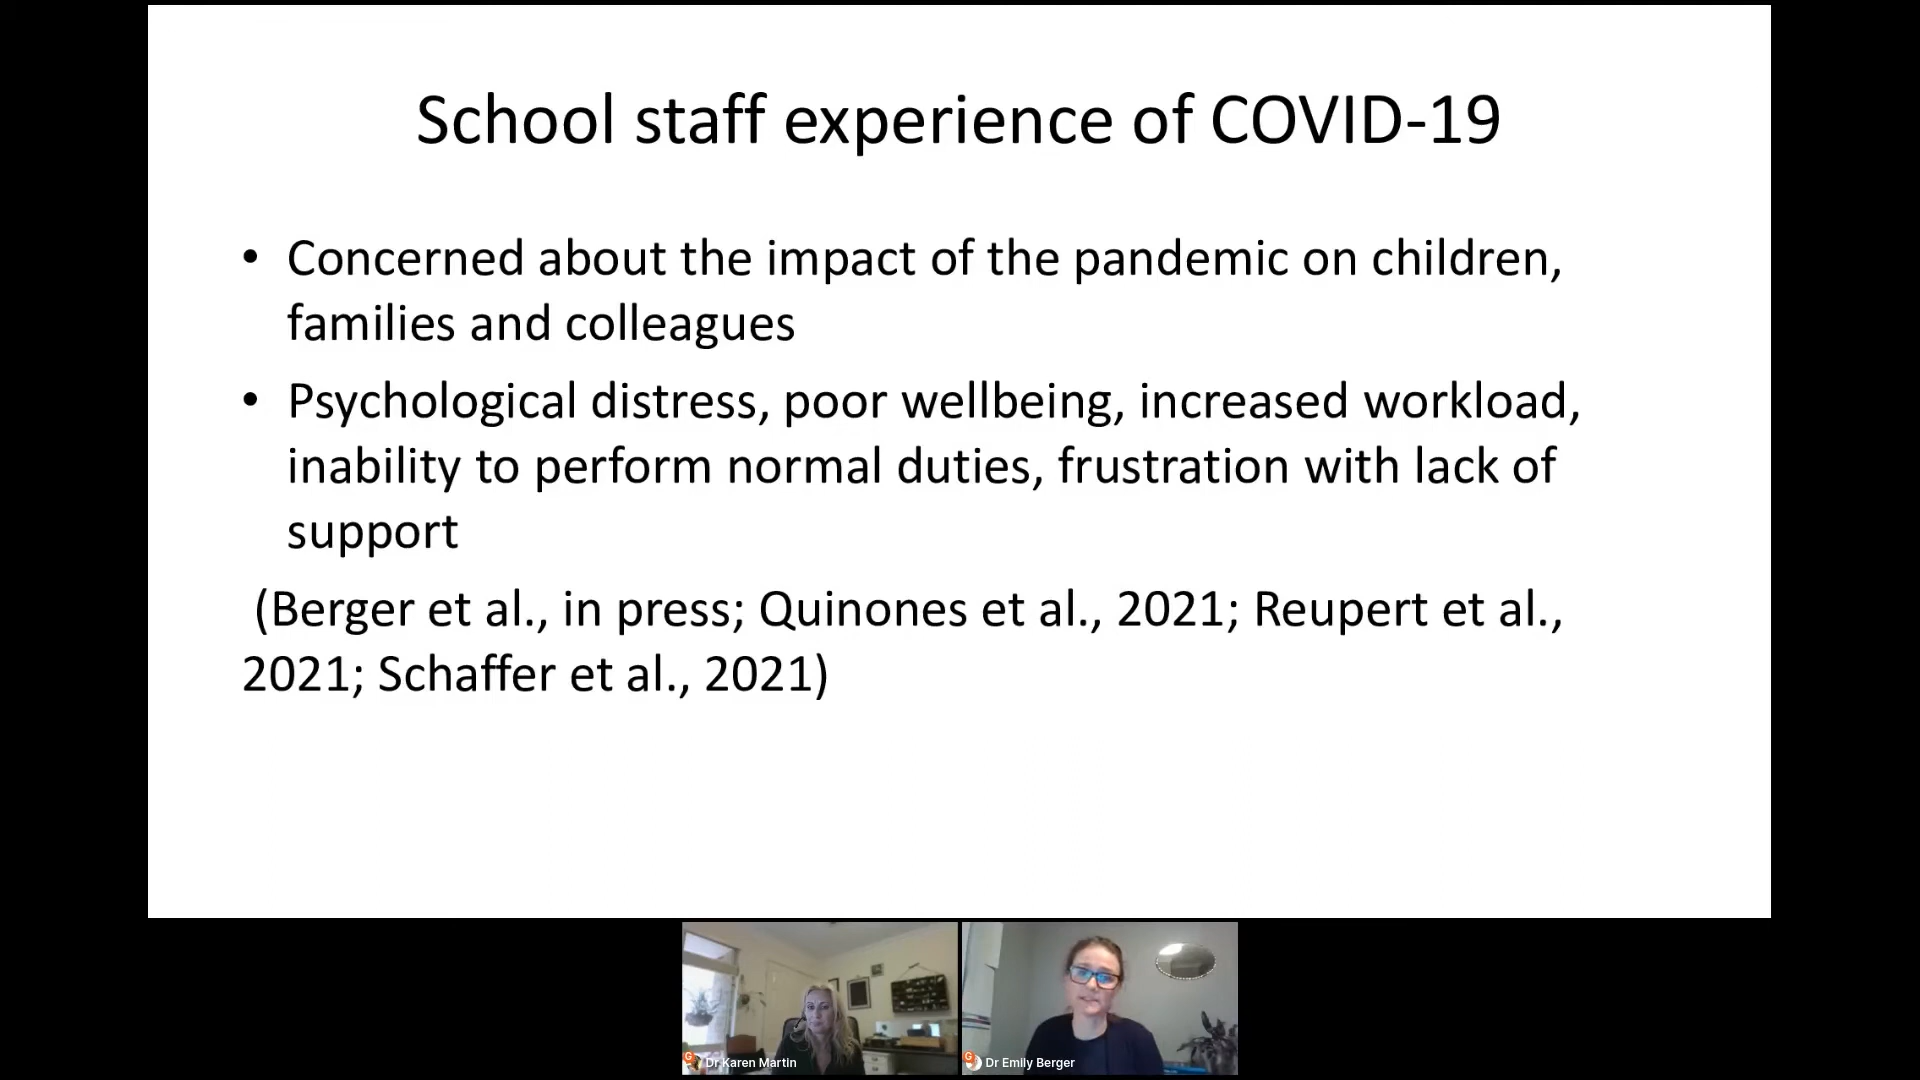 School staff experience of COVID-19
• Concerned about the impact of the pandemic on children,
families and colleagues
• Psychological distress, poor wellbeing, increased workload,
inability to perform normal duties, frustration with lack of
support
(Berger et al., in press; Quinones et al., 2021; Reupert et al.,
2021; Schaffer et al., 2021)
Dr Karen Martin
Dr Emily Berger